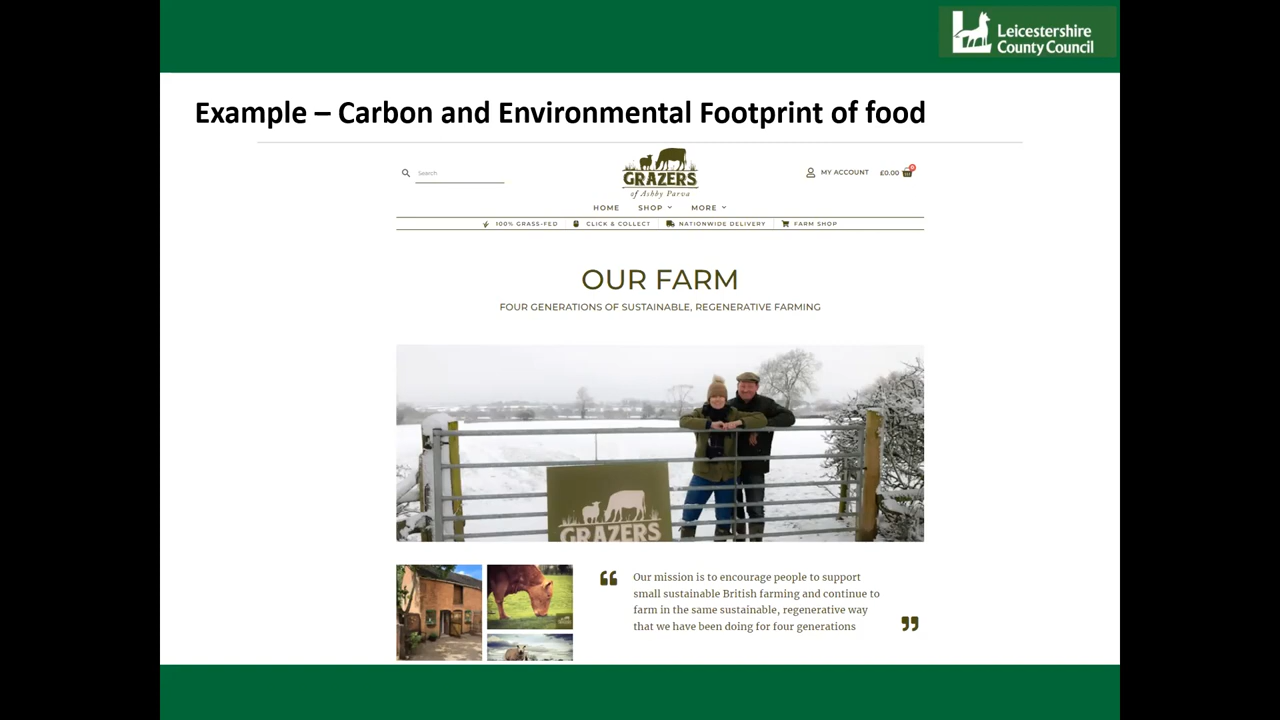 Leicestershire
County Council
Example – Carbon and Environmental Footprint of food
Search
GRAZERS
of Ashby Parva
MY ACCOUNT
£0.00
0
HOME SHOP MORE
100% GRASS-FED CLICK & COLLECT NATIONWIDE DELIVERY FARM SHOP
OUR FARM
FOUR GENERATIONS OF SUSTAINABLE, REGENERATIVE FARMING
GRAZERS
“ Our mission is to encourage people to support
small sustainable British farming and continue to
farm in the same sustainable, regenerative way
that we have been doing for four generations ”